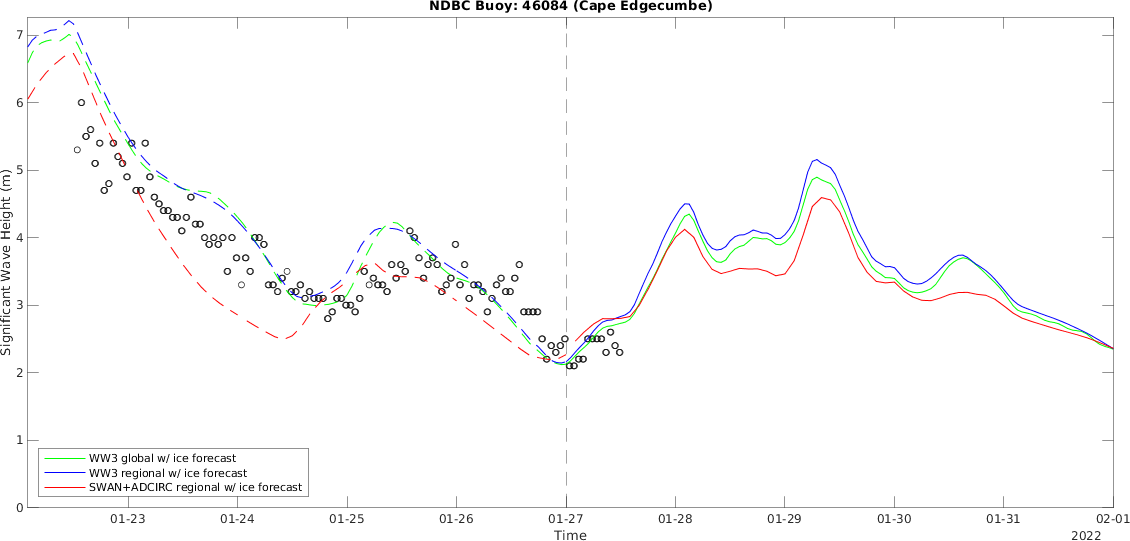 NDBC Buoy: 46084 (Cape Edgecumbe)
Significant Wave Height (m)
7
6
5
4
3
2
1
0
WW3 global w/ ice forecast
WW3 regional w/ ice forecast
SWAN+ADCIRC regional w/ ice forecast
01-23 01-24 01-25 01-26 01-27 01-28 01-29 01-30 01-31 02-01
Time
2022